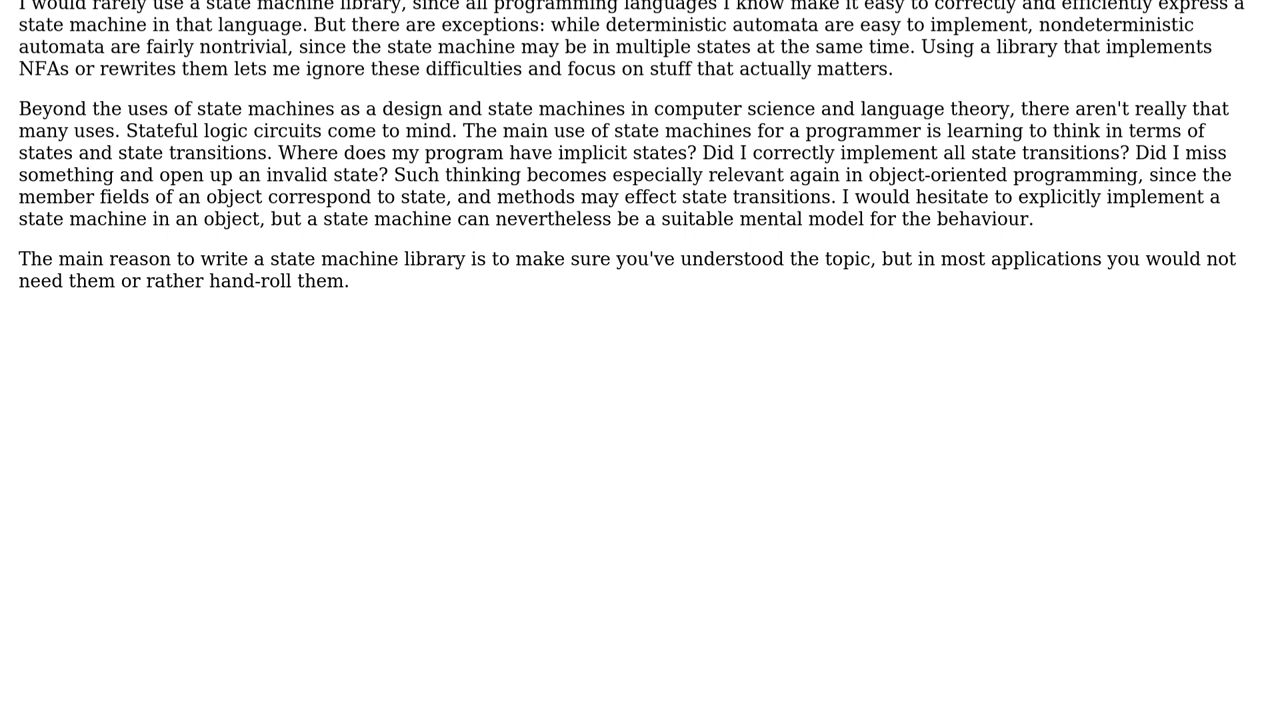 I would rarely use a state machine library, since all programming languages I know make it easy to correctly and efficiently express a
state machine in that language. But there are exceptions: while deterministic automata are easy to implement, nondeterministic
automata are fairly nontrivial, since the state machine may be in multiple states at the same time. Using a library that implements
NFAs or rewrites them lets me ignore these difficulties and focus on stuff that actually matters.
Beyond the uses of state machines as a design and state machines in computer science and language theory, there aren't really that
many uses. Stateful logic circuits come to mind. The main use of state machines for a programmer is learning to think in terms of
states and state transitions. Where does my program have implicit states? Did I correctly implement all state transitions? Did I miss
something and open up an invalid state? Such thinking becomes especially relevant again in object-oriented programming, since the
member fields of an object correspond to state, and methods may effect state transitions. I would hesitate to explicitly implement a
state machine in an object, but a state machine can nevertheless be a suitable mental model for the behaviour.
The main reason to write a state machine library is to make sure you've understood the topic, but in most applications you would not
need them or rather hand-roll them.